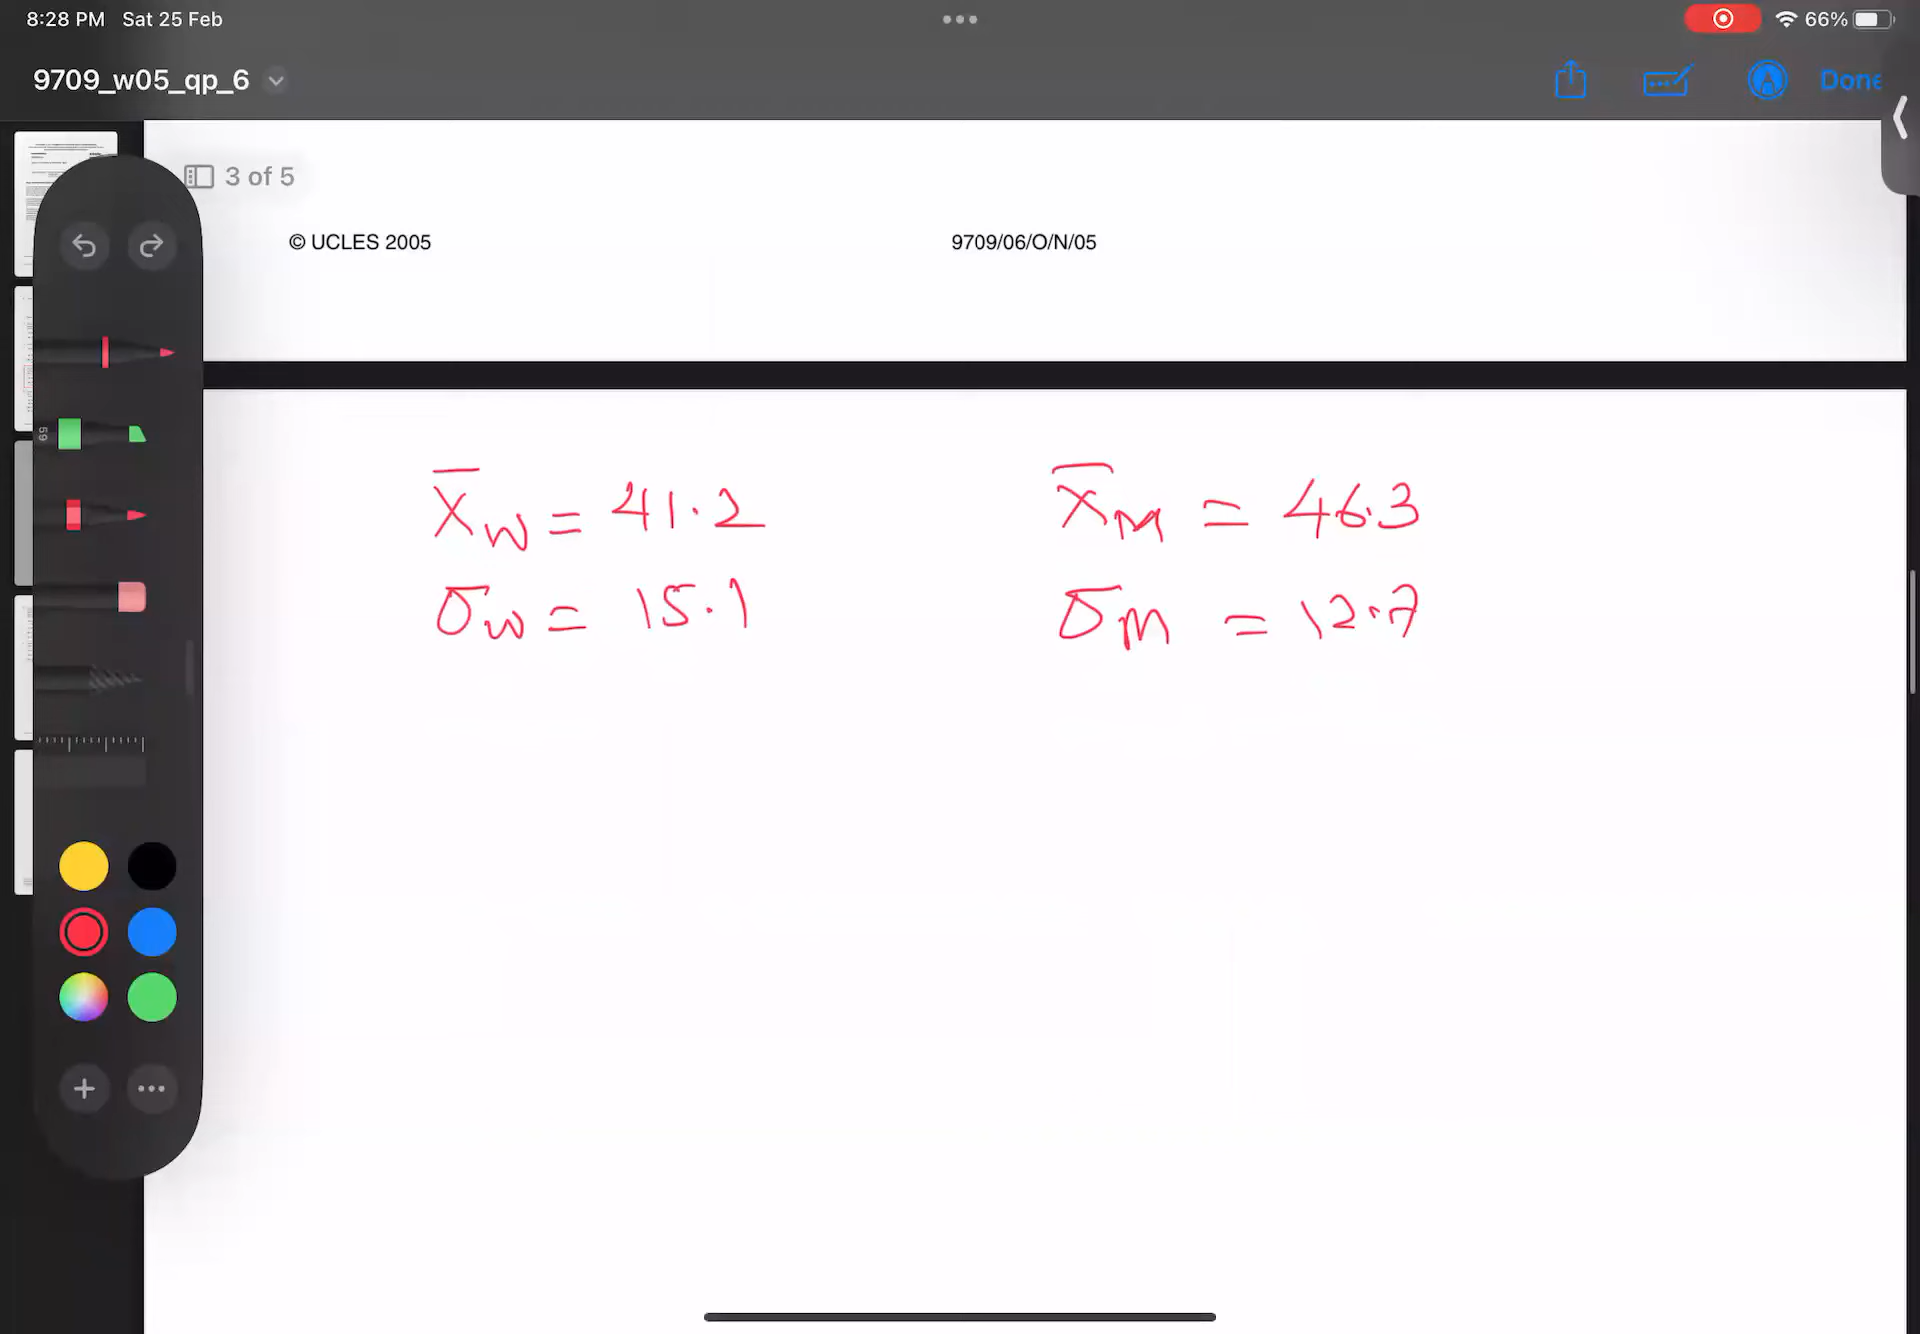 8:28 PM Sat 25 Feb
66%
9709_w05_qp_6
Done
3 of 5
© UCLES 2005
9709/06/O/N/05
59
x̄w = 41.2
x̄M = 46.3
σw = 15.1
σM = 12.7